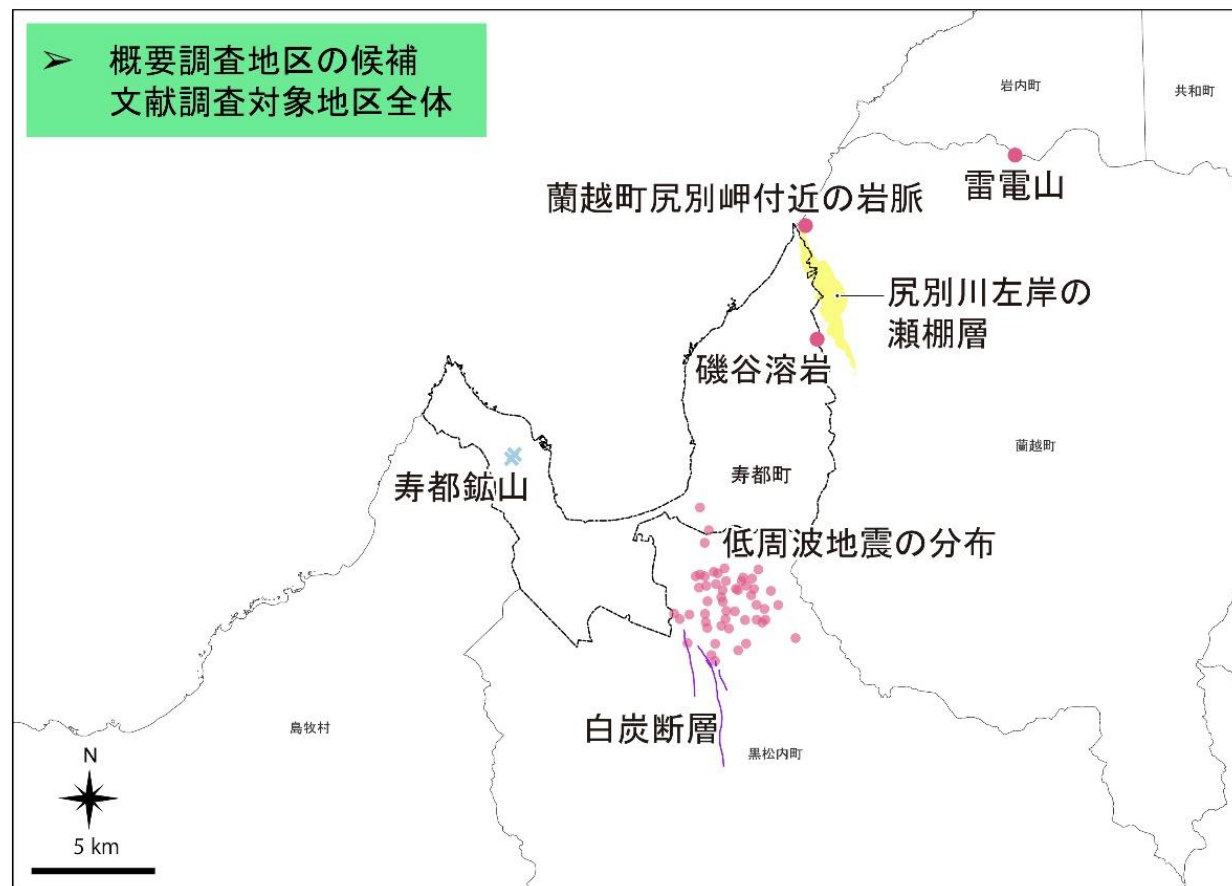 ➢ 概要調査地区の候補
文献調査対象地区全体
岩内町
共和町
雷電山
蘭越町尻別岬付近の岩脈
尻別川左岸の
瀬棚層
磯谷溶岩
蘭越町
寿都鉱山
寿都町
低周波地震の分布
白炭断層
島牧村
黒松内町
N
5 km